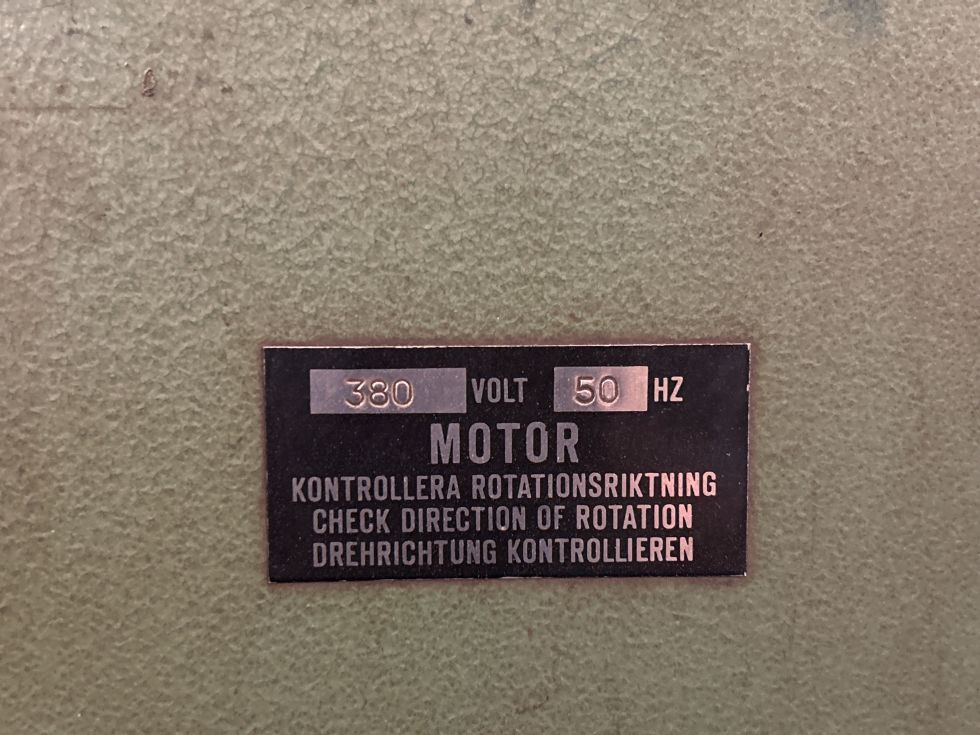 380 VOLT 50 HZ
MOTOR
KONTROLLERA ROTATIONSRIKTNING
CHECK DIRECTION OF ROTATION
DREHRICHTUNG KONTROLLIEREN